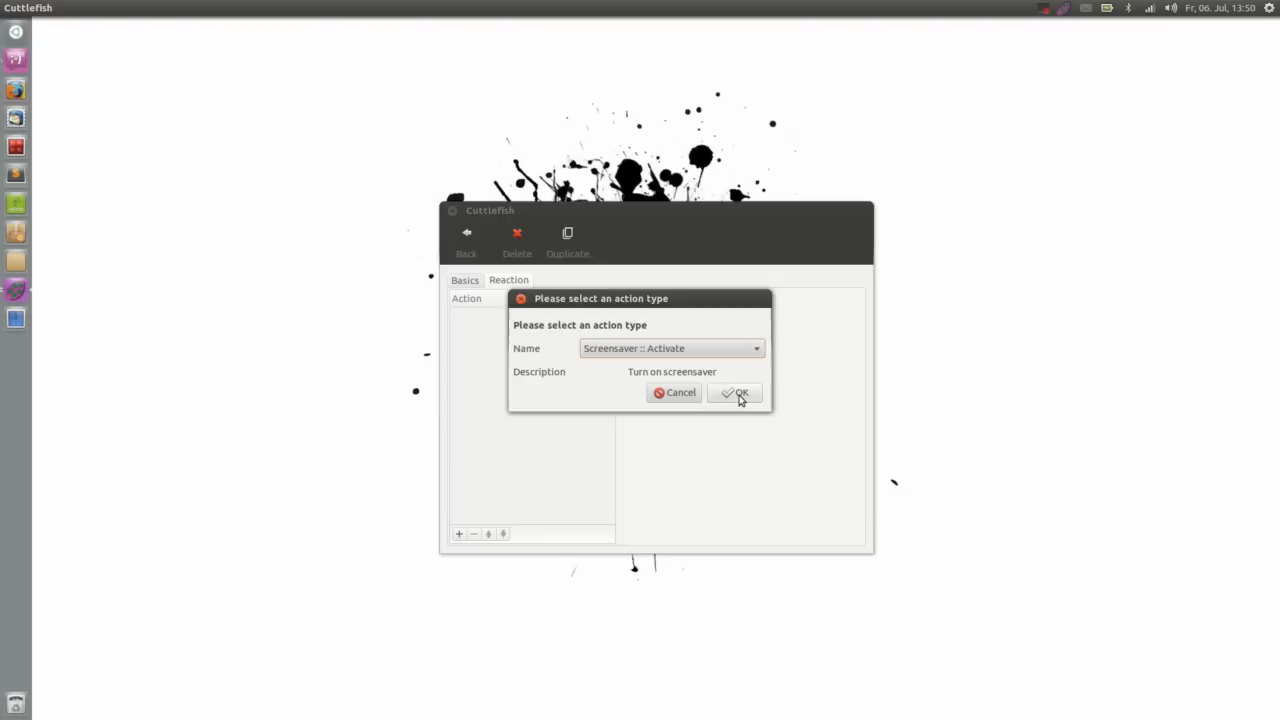 Cuttlefish
Fr, 06. Jul, 13:50
Cuttlefish
Back
Delete
Duplicate.
Basics
Reaction
Action
Please select an action type
Please select an action type
Name
Screensaver :: Activate
Description
Turn on screensaver
Cancel
OK